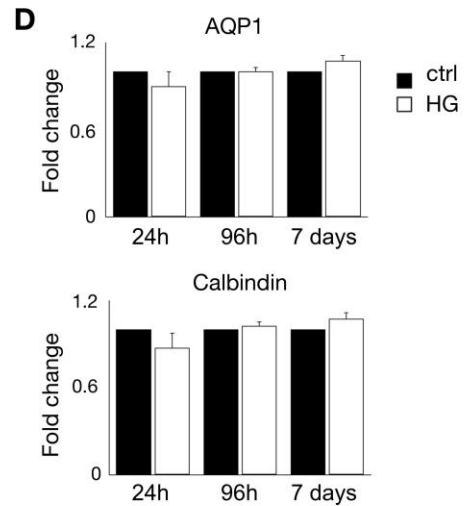 D
AQP1
1.2
0.6
0
Fold change
24h 96h 7 days
ctrl
HG
Calbindin
1.2
0.6
0
Fold change
24h 96h 7 days